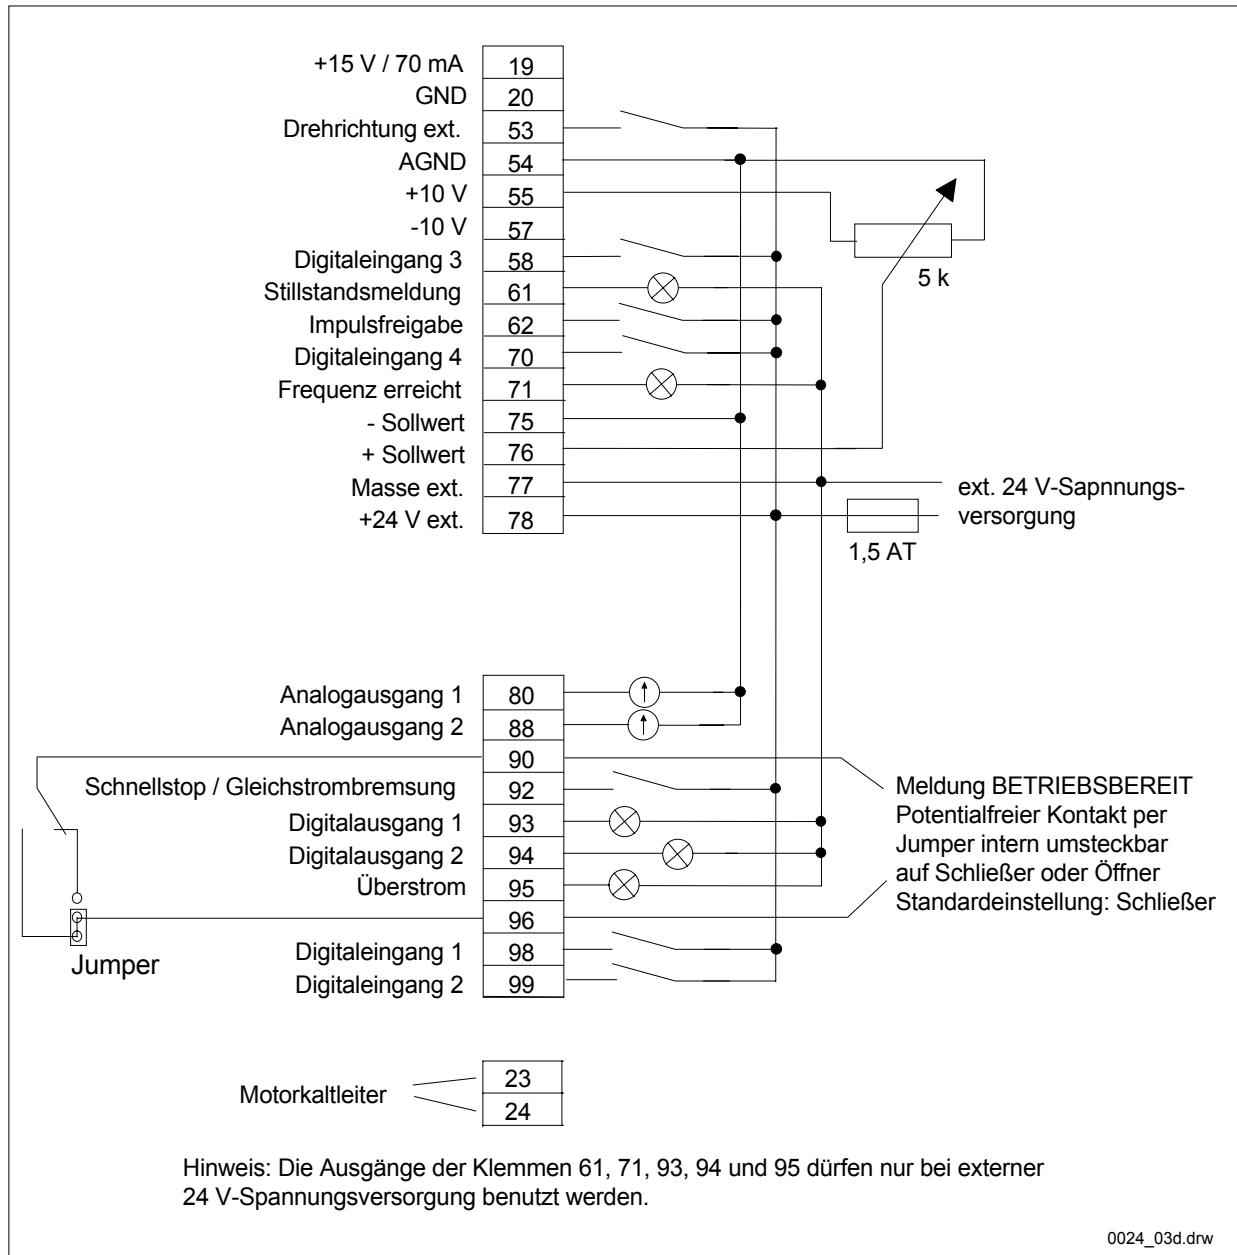 +15 V / 70 mA 19
GND 20
Drehrichtung ext. 53
AGND 54
+10 V 55
-10 V 57
Digitaleingang 3 58
5 k
Stillstandsmeldung 61
Impulsfreigabe 62
Digitaleingang 4 70
Frequenz erreicht 71
- Sollwert 75
+ Sollwert 76
Masse ext. 77
+24 V ext. 78
ext. 24 V-Sapnnungs-
versorgung
1,5 AT
Analogausgang 1 80
Analogausgang 2 88
90
Schnellstop / Gleichstrombremsung 92
Digitalausgang 1 93
Digitalausgang 2 94
Überstrom 95
96
Digitaleingang 1 98
Digitaleingang 2 99
Jumper
Meldung BETRIEBSBEREIT
Potentialfreier Kontakt per
Jumper intern umsteckbar
auf Schließer oder Öffner
Standardeinstellung: Schließer
Motorkaltleiter
23
24
Hinweis: Die Ausgänge der Klemmen 61, 71, 93, 94 und 95 dürfen nur bei externer
24 V-Spannungsversorgung benutzt werden.
0024_03d.drw